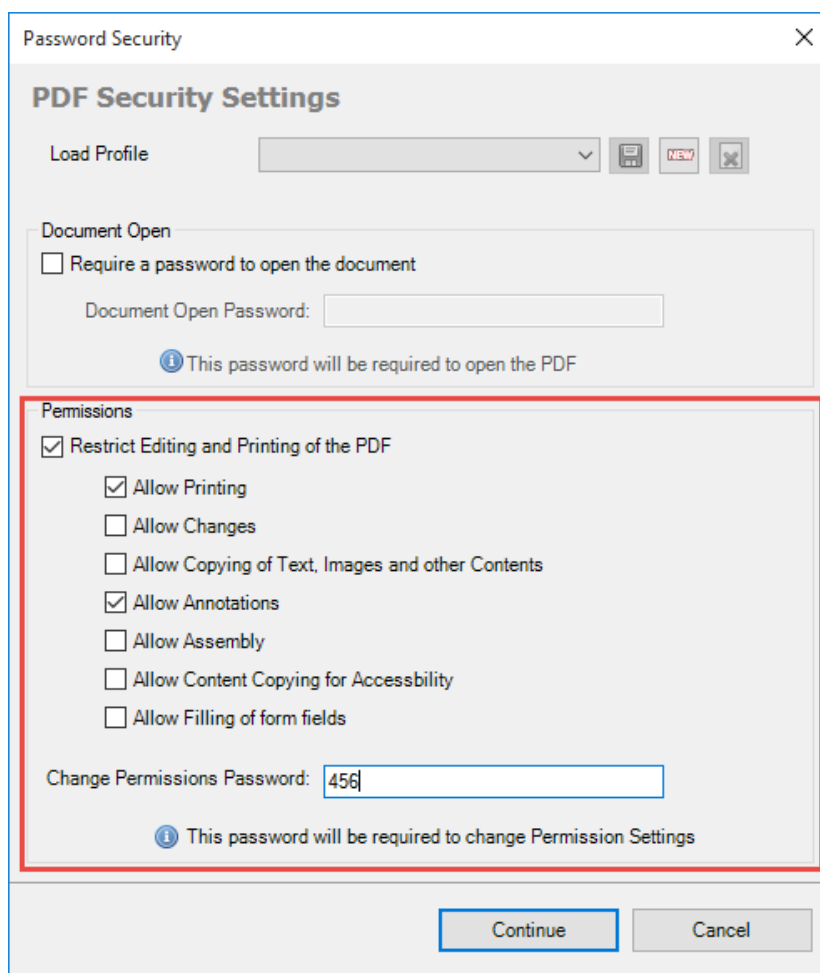 Password Security
PDF Security Settings
Load Profile
NEW
Document Open
Require a password to open the document
Document Open Password:
This password will be required to open the PDF
Permissions
Restrict Editing and Printing of the PDF
Allow Printing
Allow Changes
Allow Copying of Text, Images and other Contents
Allow Annotations
Allow Assembly
Allow Content Copying for Accessbility
Allow Filling of form fields
Change Permissions Password: 456
This password will be required to change Permission Settings
Continue Cancel